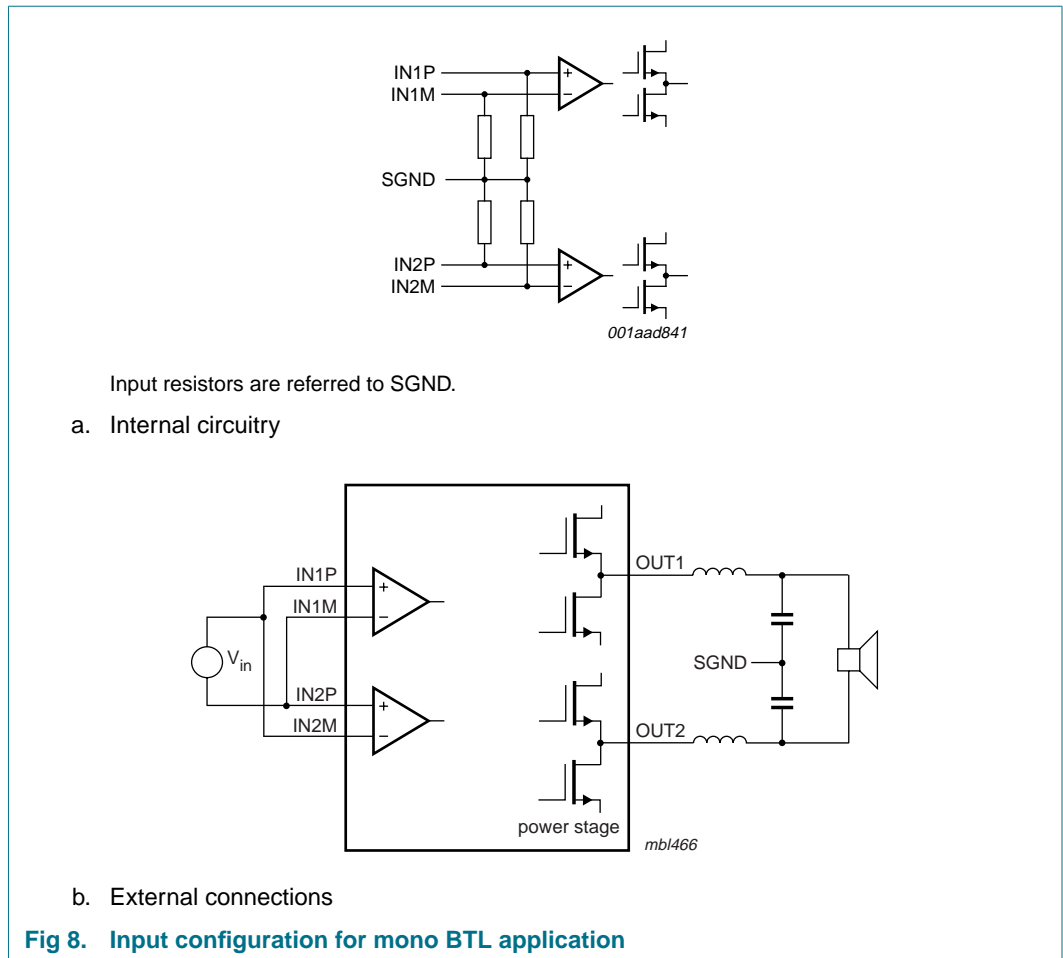 IN1P
IN1M
+
−
SGND
IN2P
IN2M
+
−
001aad841
Input resistors are referred to SGND.
a. Internal circuitry
OUT1
IN1P
+
IN1M
−
Vin
SGND
IN2P
+
IN2M
−
OUT2
power stage
mbl466
b. External connections
Fig 8. Input configuration for mono BTL application